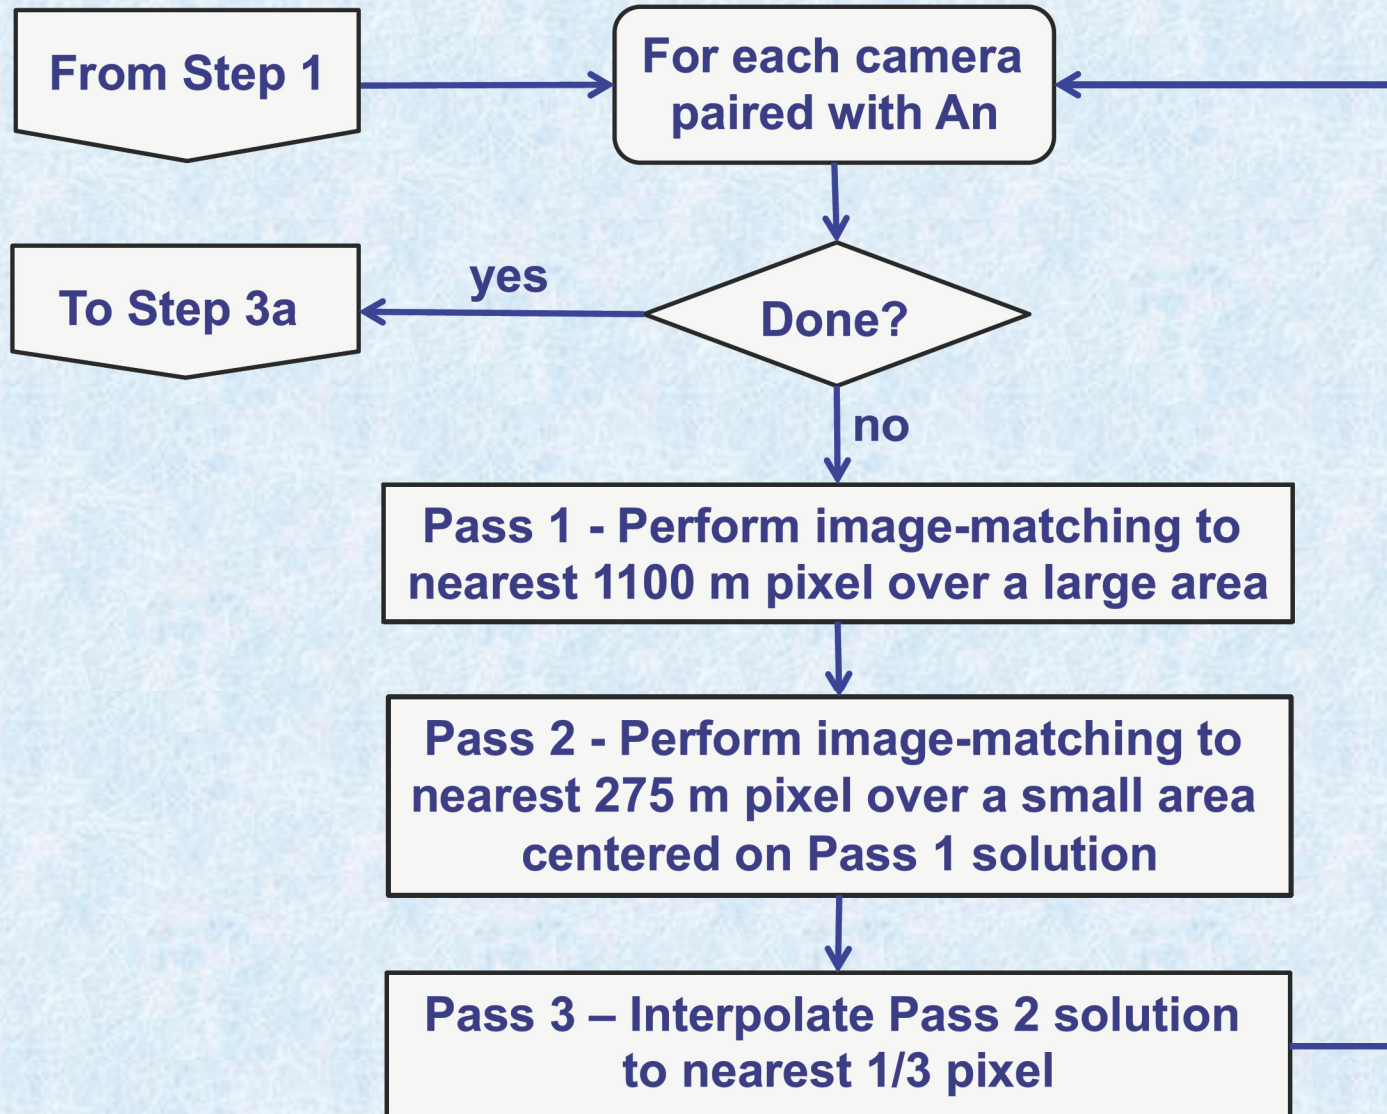 From Step 1
For each camera
paired with An
To Step 3a
yes
Done?
no
Pass 1 - Perform image-matching to
nearest 1100 m pixel over a large area
Pass 2 - Perform image-matching to
nearest 275 m pixel over a small area
centered on Pass 1 solution
Pass 3 – Interpolate Pass 2 solution
to nearest 1/3 pixel